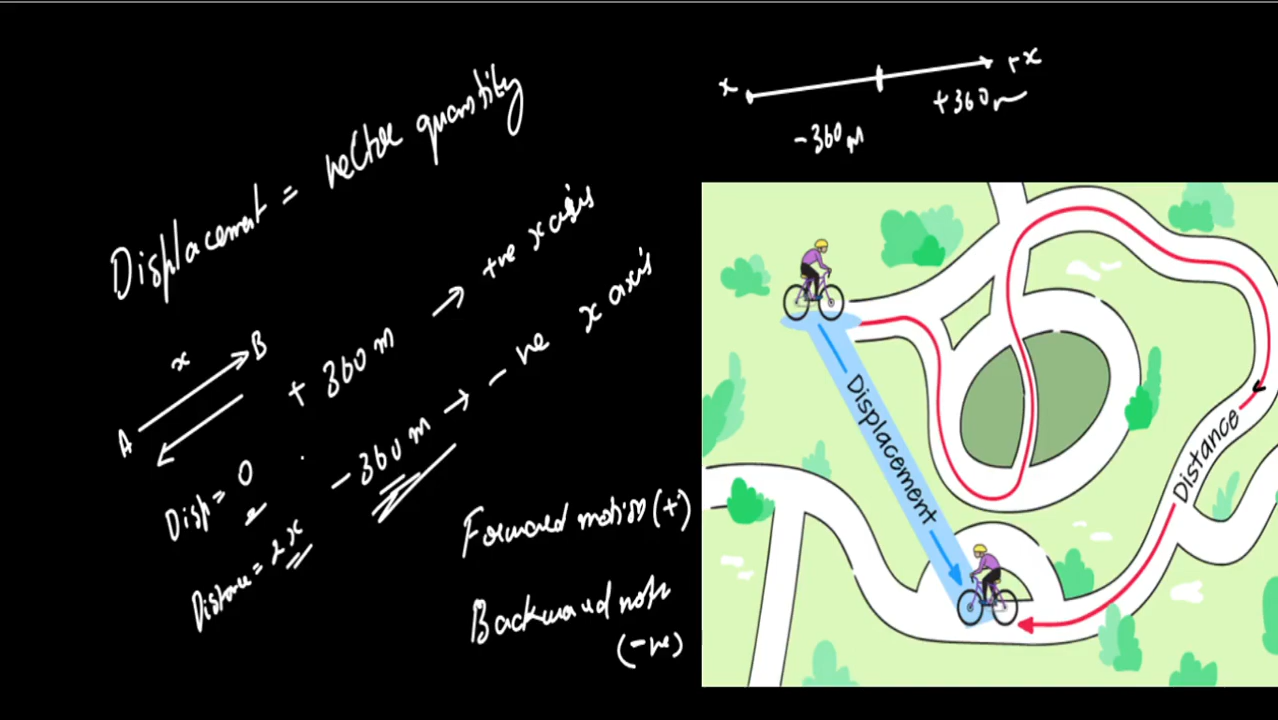 Displacement = vector quantity
A x B
+ 360 m → +ve x axis
- 360 m → - ve x axis
Disp = 0
Distance = 2x
Forward motion (+)
Backward
(-ve)
x +x
-360 m +360 m
Displacement
Distance